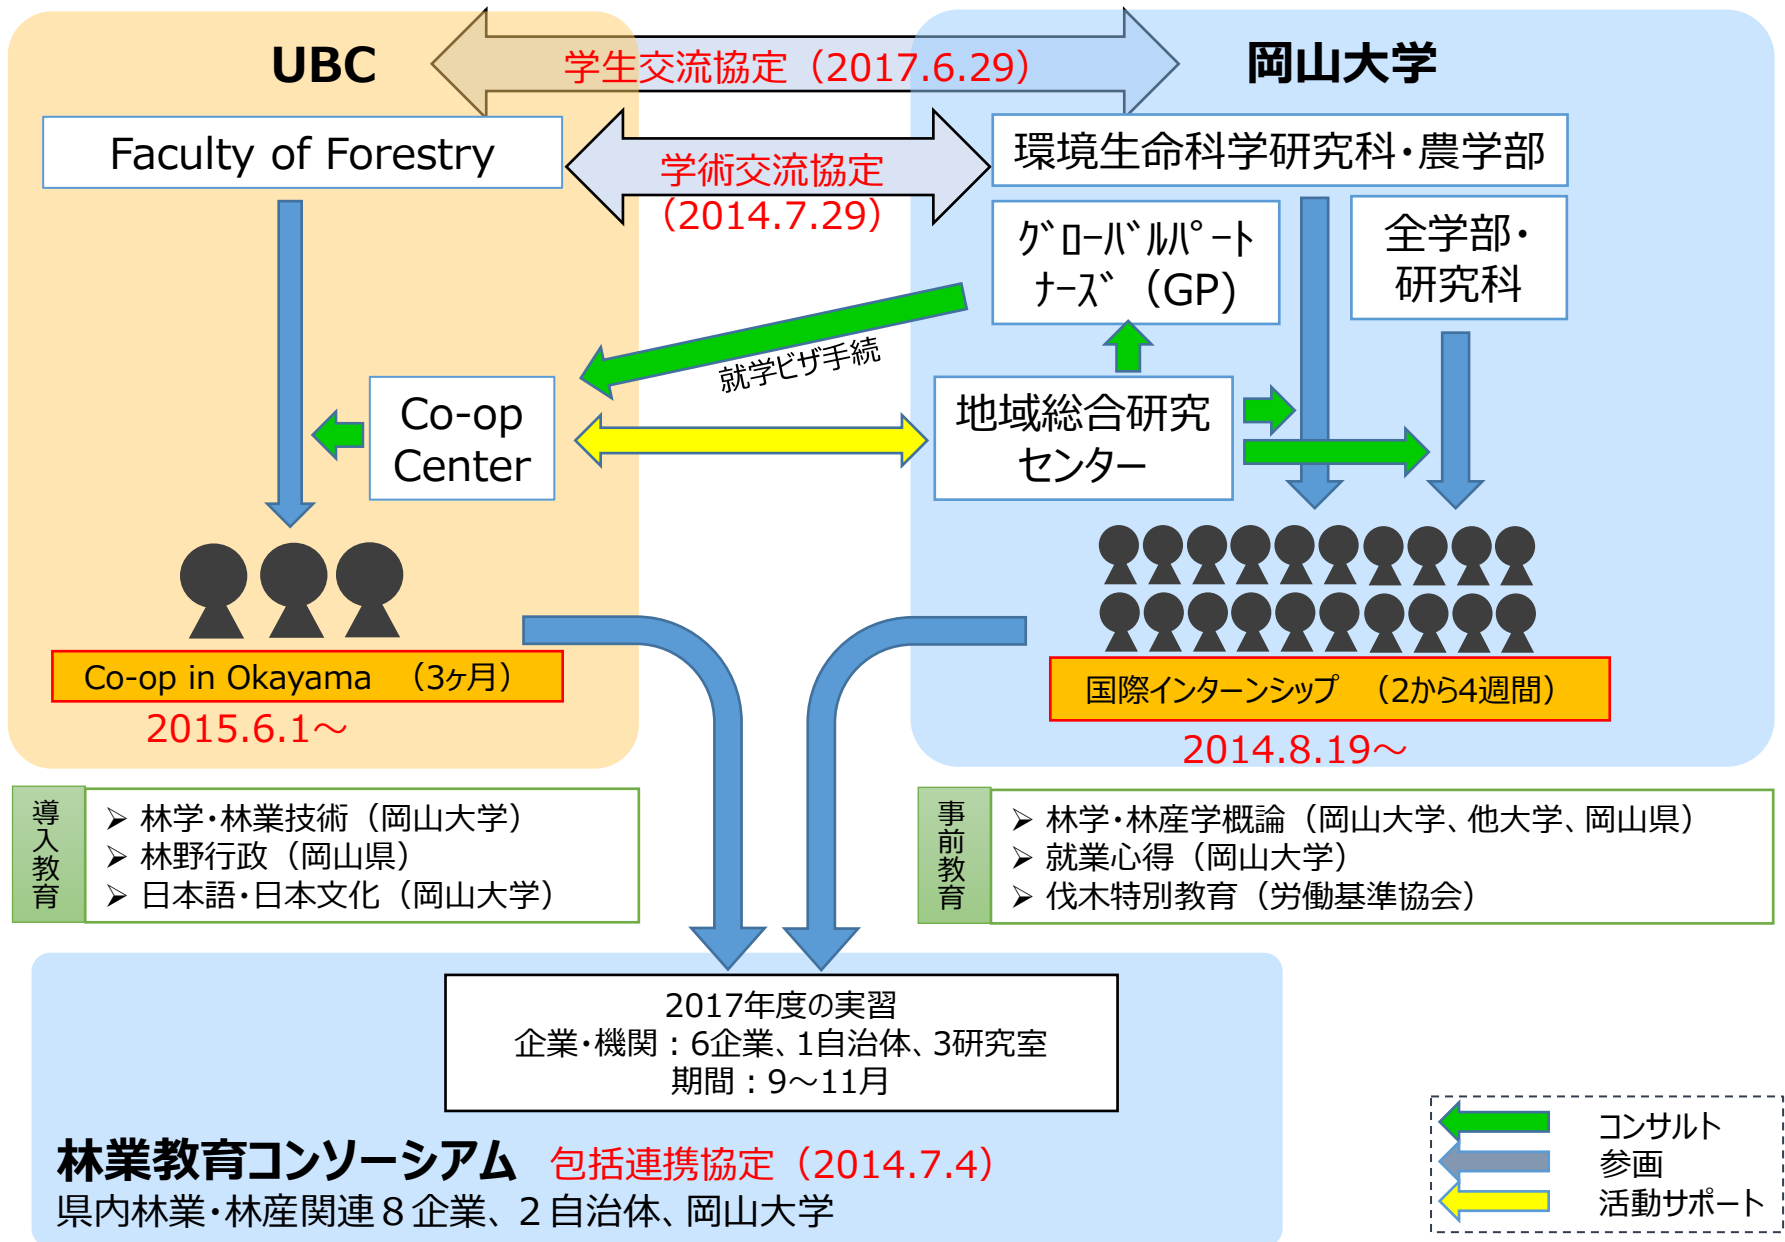 UBC
学生交流協定（2017.6.29）
岡山大学
Faculty of Forestry
学術交流協定
（2014.7.29）
環境生命科学研究科・農学部
ｸﾞﾛｰﾊﾞﾙﾊﾟｰﾄ
ﾅｰｽﾞ（GP)
全学部・
研究科
就学ビザ手続
Co-op
Center
地域総合研究
センター
Co-op in Okayama （3ヶ月）
2015.6.1～
国際インターンシップ （2から4週間）
2014.8.19～
導入教育
➢ 林学・林業技術（岡山大学）
➢ 林野行政（岡山県）
➢ 日本語・日本文化（岡山大学）
事前教育
➢ 林学・林産学概論（岡山大学、他大学、岡山県）
➢ 就業心得（岡山大学）
➢ 伐木特別教育（労働基準協会）
2017年度の実習
企業・機関：6企業、1自治体、3研究室
期間：9～11月
林業教育コンソーシアム 包括連携協定（2014.7.4）
県内林業・林産関連８企業、２自治体、岡山大学
コンサルト
参画
活動サポート